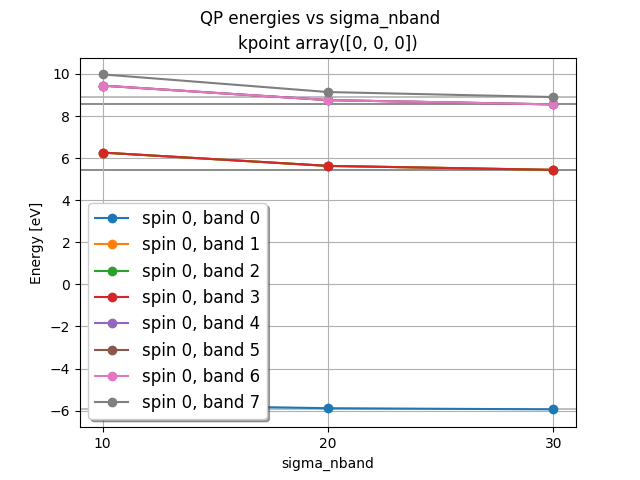 QP energies vs sigma_nband
kpoint array([0, 0, 0])
Energy [eV]
10
8
6
4
2
0
−2
−4
−6
spin 0, band 0
spin 0, band 1
spin 0, band 2
spin 0, band 3
spin 0, band 4
spin 0, band 5
spin 0, band 6
spin 0, band 7
10 20 30
sigma_nband